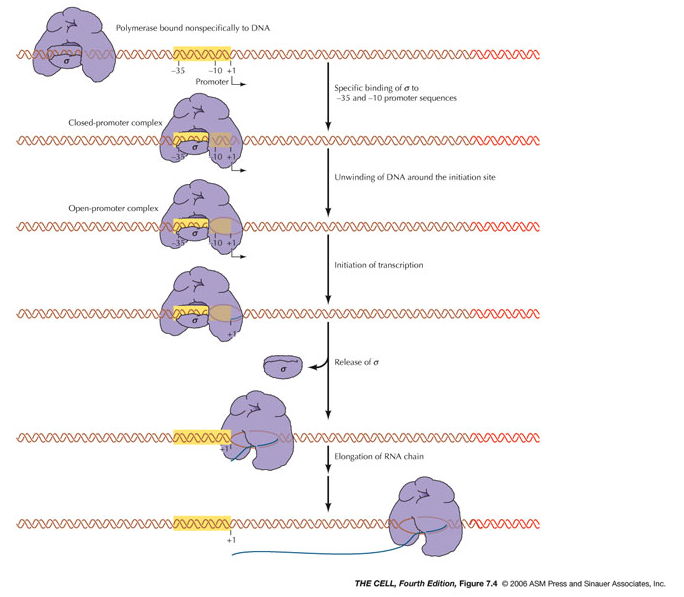 Polymerase bound nonspecifically to DNA
σ
–35 –10 +1
Promoter
Specific binding of σ to
–35 and –10 promoter sequences
Closed-promoter complex
σ
–35 –10 +1
Unwinding of DNA around the initiation site
Open-promoter complex
σ
–35 –10 +1
Initiation of transcription
σ
+1
Release of σ
σ
+1
Elongation of RNA chain
+1
THE CELL, Fourth Edition, Figure 7.4 © 2006 ASM Press and Sinauer Associates, Inc.